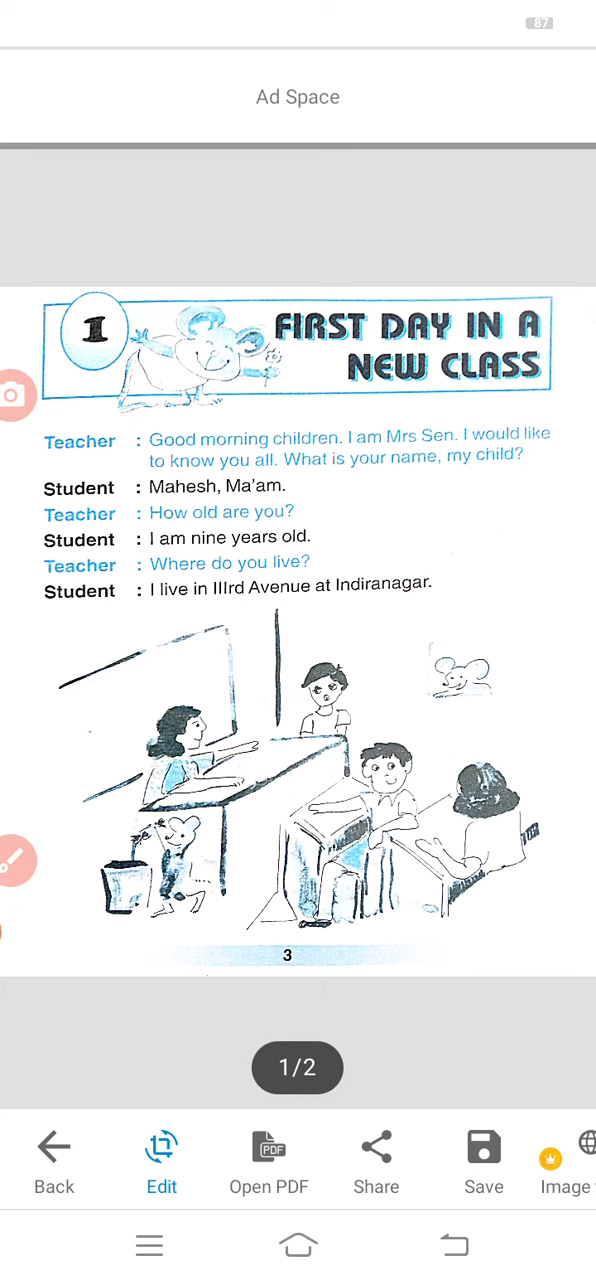 87
Ad Space
1
FIRST DAY IN A
NEW CLASS
Teacher : Good morning children. I am Mrs Sen. I would like
to know you all. What is your name, my child?
Student : Mahesh, Ma'am.
Teacher : How old are you?
Student : I am nine years old.
Teacher : Where do you live?
Student : I live in IIIrd Avenue at Indiranagar.
3
1/2
PDF
Back Edit Open PDF Share Save Image